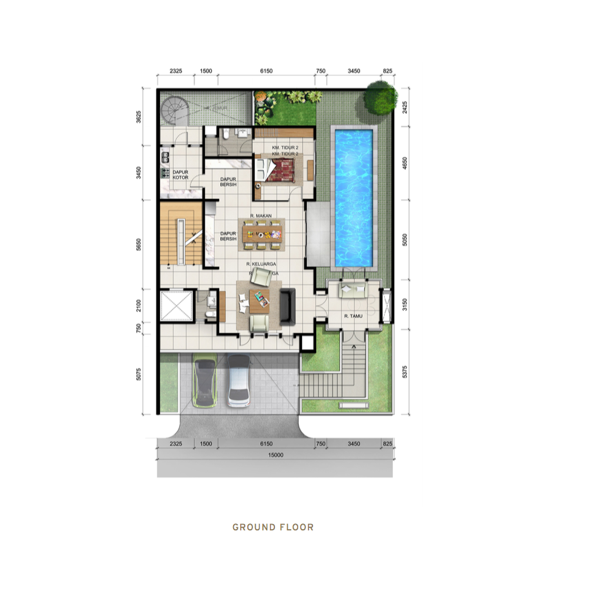 2325 1500 6150 750 3450 825
3625
2425
KM. TIDUR 2
KM. TIDUR 2
3450
4650
DAPUR
KOTOR
DAPUR
BERSIH
R. MAKAN
DAPUR
BERSIH
5650
5050
R. KELUARGA
2100
3150
R. TAMU
750
5075
5375
2325 1500 6150 750 3450 825
15000
GROUND FLOOR